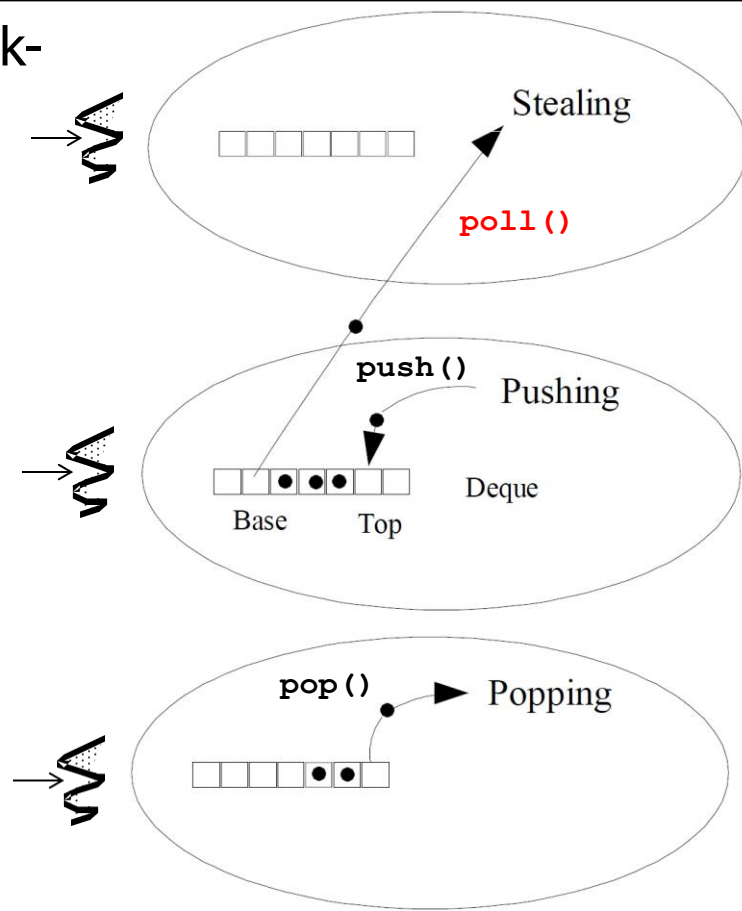 k-
Stealing
poll()
push()
Pushing
Deque
Base
Top
pop()
Popping